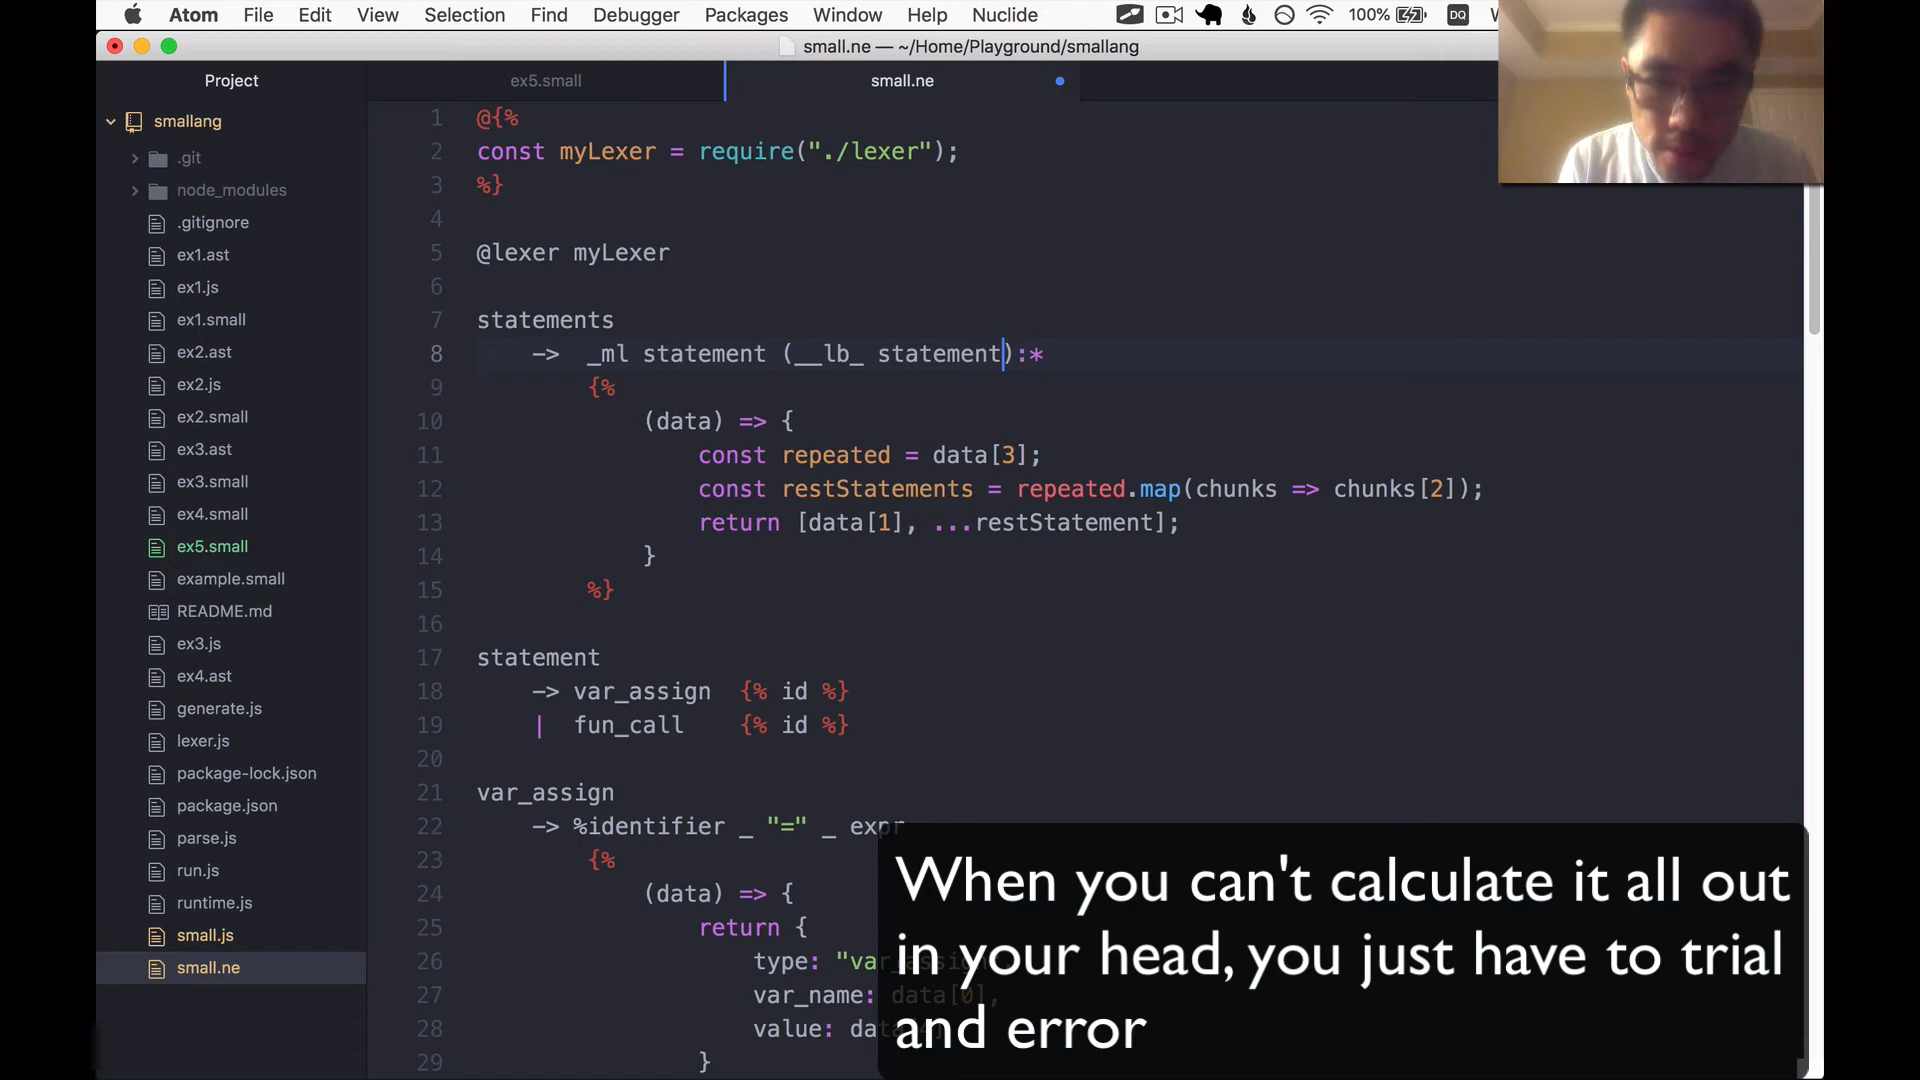 Atom File Edit View Selection Find Debugger Packages Window Help Nuclide 100% DQ
small.ne — ~/Home/Playground/smallang
Project
ex5.small
small.ne
smallang
.git
node_modules
.gitignore
ex1.ast
ex1.js
ex1.small
ex2.ast
ex2.js
ex2.small
ex3.ast
ex3.small
ex4.small
ex5.small
example.small
README.md
ex3.js
ex4.ast
generate.js
lexer.js
package-lock.json
package.json
parse.js
run.js
runtime.js
small.js
small.ne
1 @{%
2 const myLexer = require("./lexer");
3 %}
4
5 @lexer myLexer
6
7 statements
8 -> _ml statement (__lb_ statement):*
9 {%
10 (data) => {
11 const repeated = data[3];
12 const restStatements = repeated.map(chunks => chunks[2]);
13 return [data[1], ...restStatement];
14 }
15 %}
16
17 statement
18 -> var_assign {% id %}
19 | fun_call {% id %}
20
21 var_assign
22 -> %identifier _ "=" _ expr
23 {%
24 (data) => {
25 return {
26 type: "var_assign
27 var_name: data[0],
28 value: data
29 }
When you can't calculate it all out
in your head, you just have to trial
and error